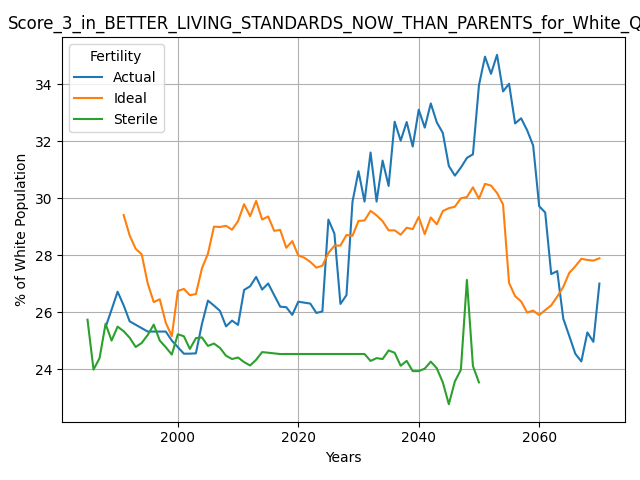 Score_3_in_BETTER_LIVING_STANDARDS_NOW_THAN_PARENTS_for_White_Q
Fertility
Actual
Ideal
Sterile
% of White Population
34
32
30
28
26
24
2000
2020
2040
2060
Years